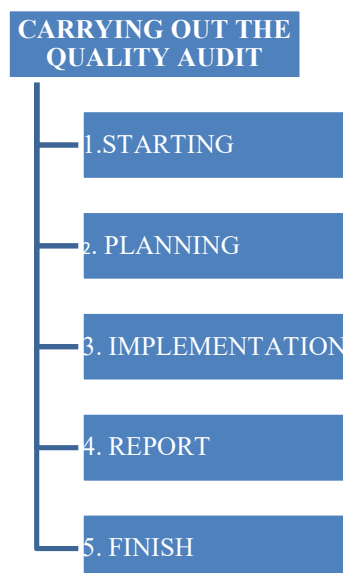 CARRYING OUT THE
QUALITY AUDIT
1.STARTING
2. PLANNING
3. IMPLEMENTATION
4. REPORT
5. FINISH